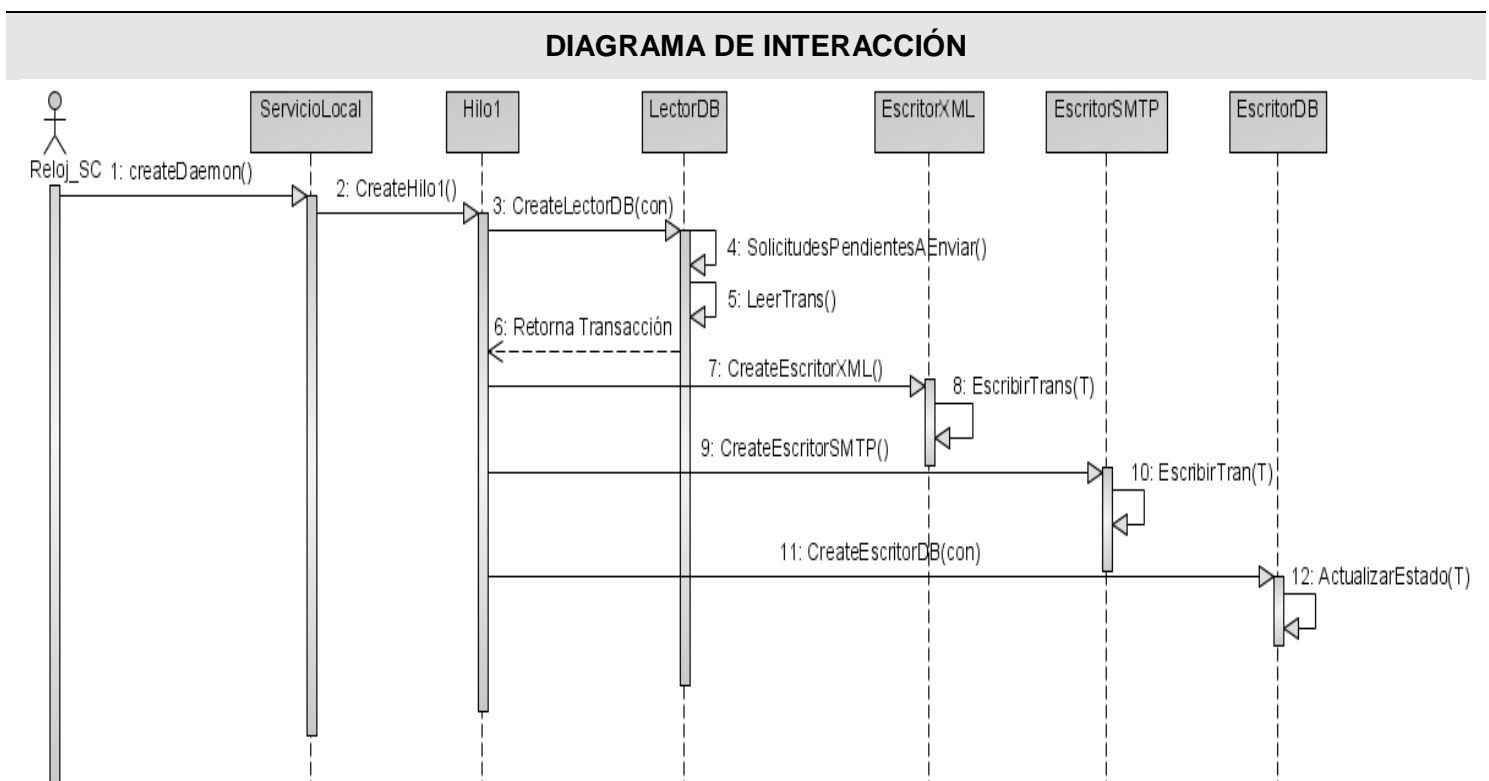 DIAGRAMA DE INTERACCIÓN
ServicioLocal
Hilo1
LectorDB
EscritorXML
EscritorSMTP
EscritorDB
Reloj_SC
1: createDaemon()
2: CreateHilo1()
3: CreateLectorDB(con)
4: SolicitudesPendientesAEnviar()
5: LeerTrans()
6: Retorna Transacción
7: CreateEscritorXML()
8: EscribirTrans(T)
9: CreateEscritorSMTP()
10: EscribirTran(T)
11: CreateEscritorDB(con)
12: ActualizarEstado(T)